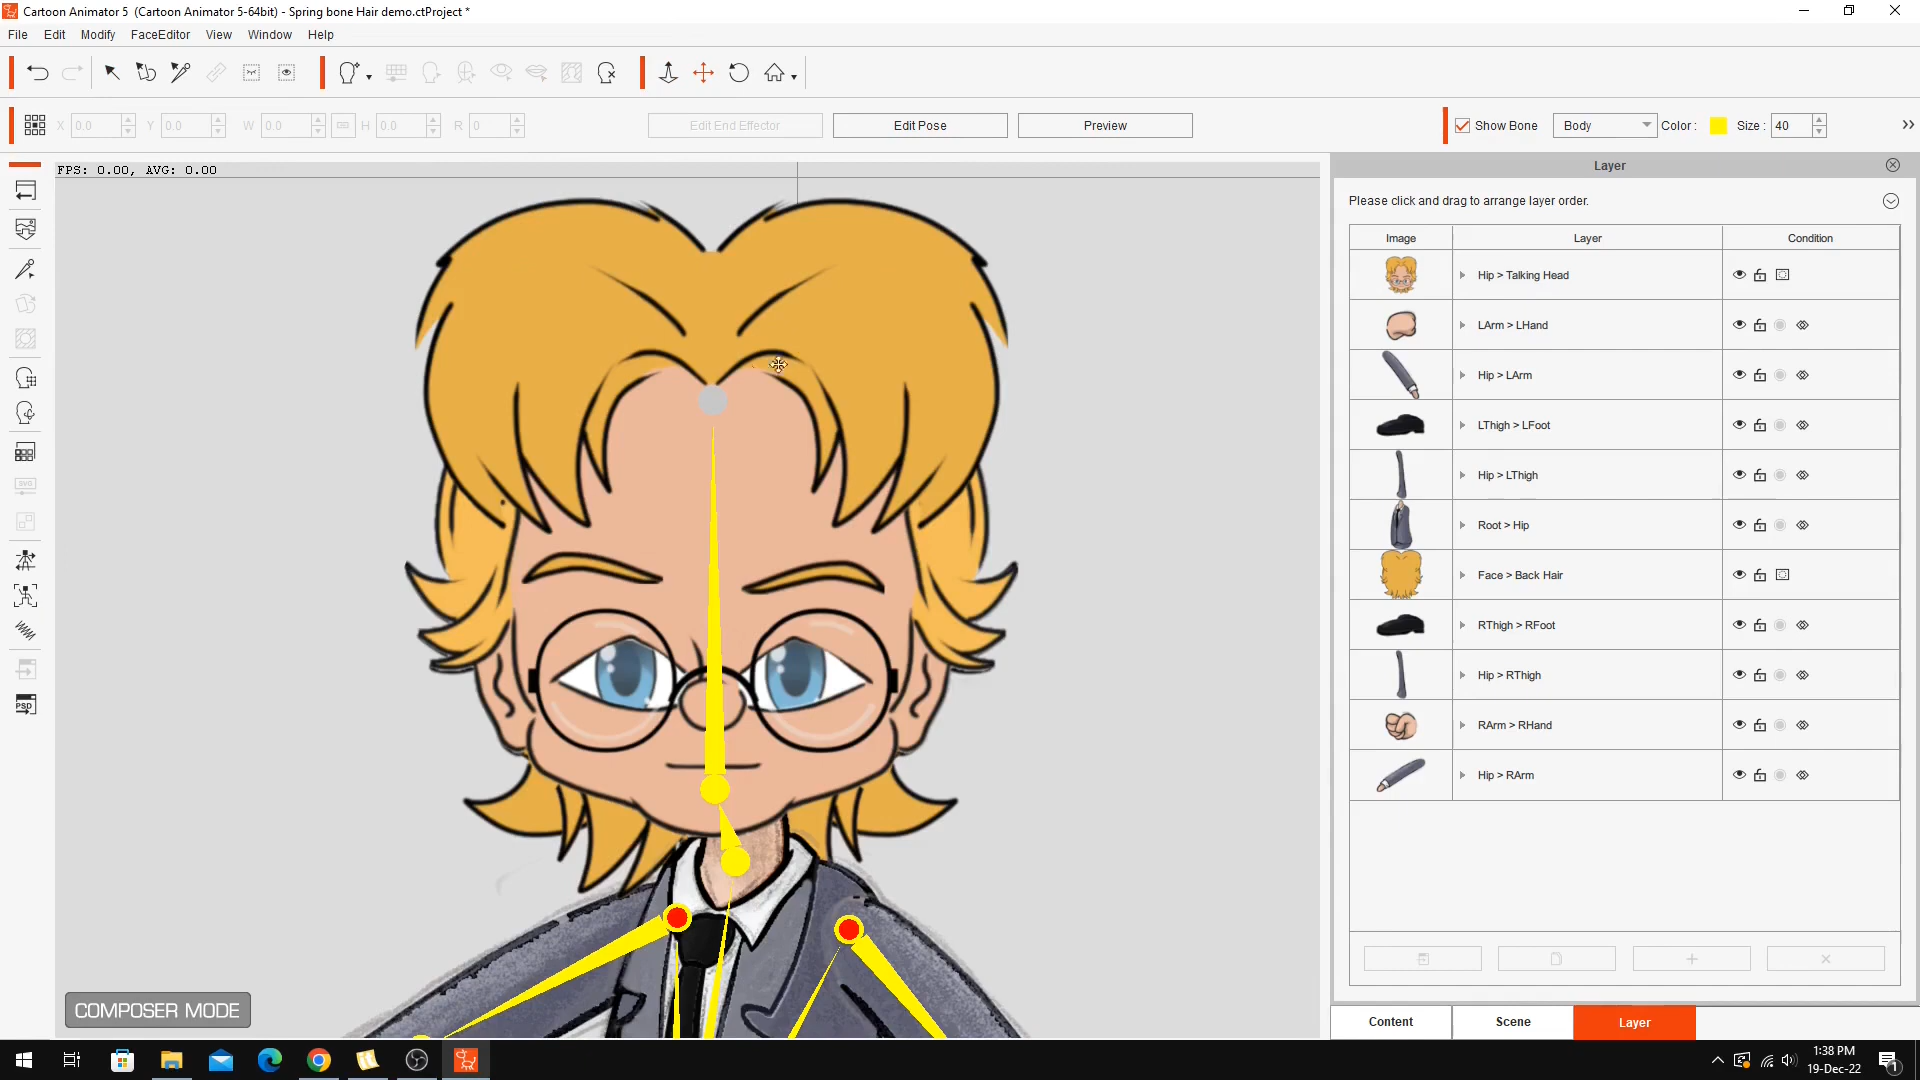 Cartoon Animator 5 (Cartoon Animator 5-64bit) - Spring bone Hair demo.ctProject *
File Edit Modify FaceEditor View Window Help
X 0.0 Y 0.0 W 0.0 H 0.0 R 0 Edit End Effector Edit Pose Preview Show Bone Body Color : Size : 40
FPS: 0.00, AVG: 0.00
Layer
Please click and drag to arrange layer order.
Image Layer Condition
Hip > Talking Head
LArm > LHand
Hip > LArm
LThigh > LFoot
Hip > LThigh
Root > Hip
Face > Back Hair
RThigh > RFoot
Hip > RThigh
RArm > RHand
Hip > RArm
SVG
PSD
COMPOSER MODE
Content Scene Layer
1:38 PM
19-Dec-22
1